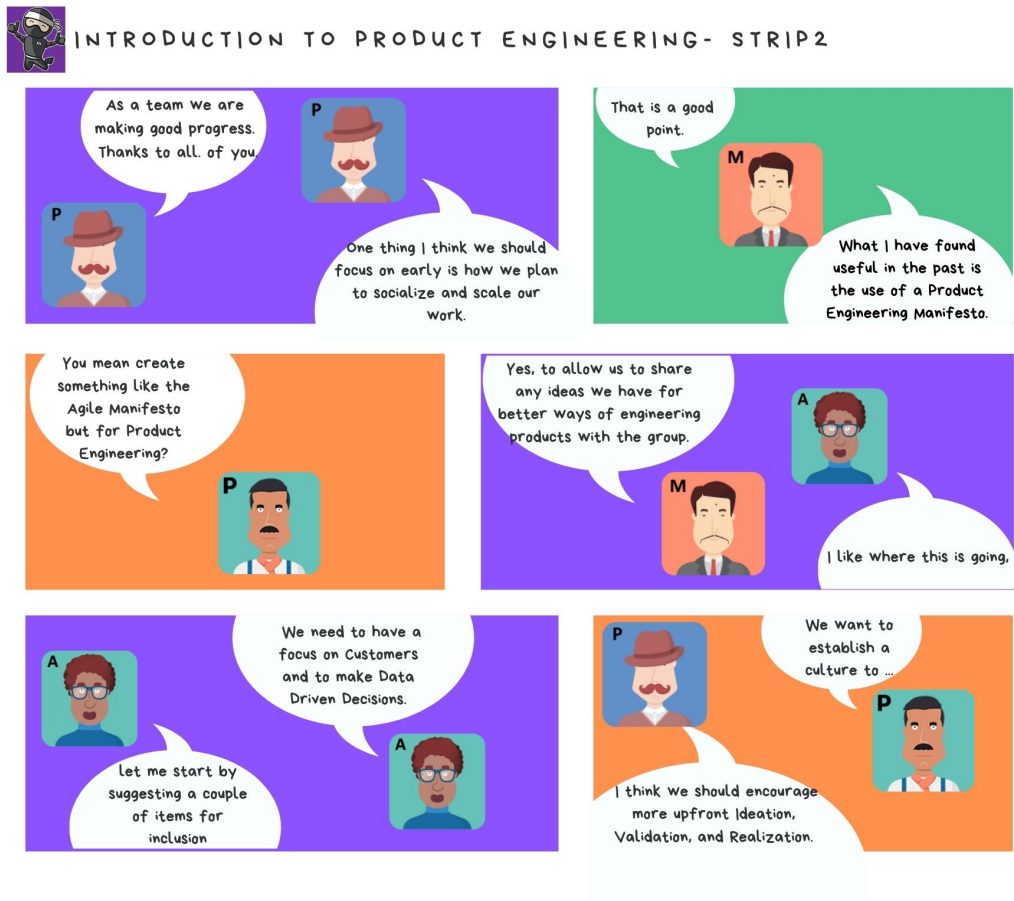 INTRODUCTION TO PRODUCT ENGINEERING- STRIP2
As a team we are
making good progress.
Thanks to all. of you.
P
P
One thing I think we should
focus on early is how we plan
to socialize and scale our
work.
That is a good
point.
M
What I have found
useful in the past is
the use of a Product
Engineering Manifesto.
You mean create
something like the
Agile Manifesto
but for Product
Engineering?
P
Yes, to allow us to share
any ideas we have for
better ways of engineering
products with the group.
M
A
I like where this is going,
A
let me start by
suggesting a couple
of items for
inclusion
We need to have a
focus on Customers
and to make Data
Driven Decisions.
A
P
I think we should encourage
more upfront Ideation,
Validation, and Realization.
We want to
establish a
culture to ...
P